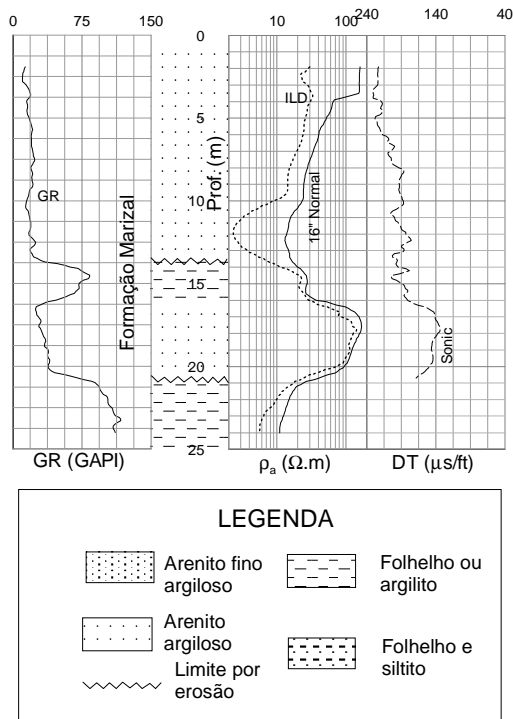 0 75 150
0
10 100
240 140 40
ILD
5
Prof. (m)
GR
10
16" Normal
Formação Marizal
15
Sonic
20
25
GR (GAPI)
ρa (Ω.m)
DT (μs/ft)
LEGENDA
Arenito fino
argiloso
Folhelho ou
argilito
Arenito
argiloso
Folhelho e
siltito
Limite por
erosão